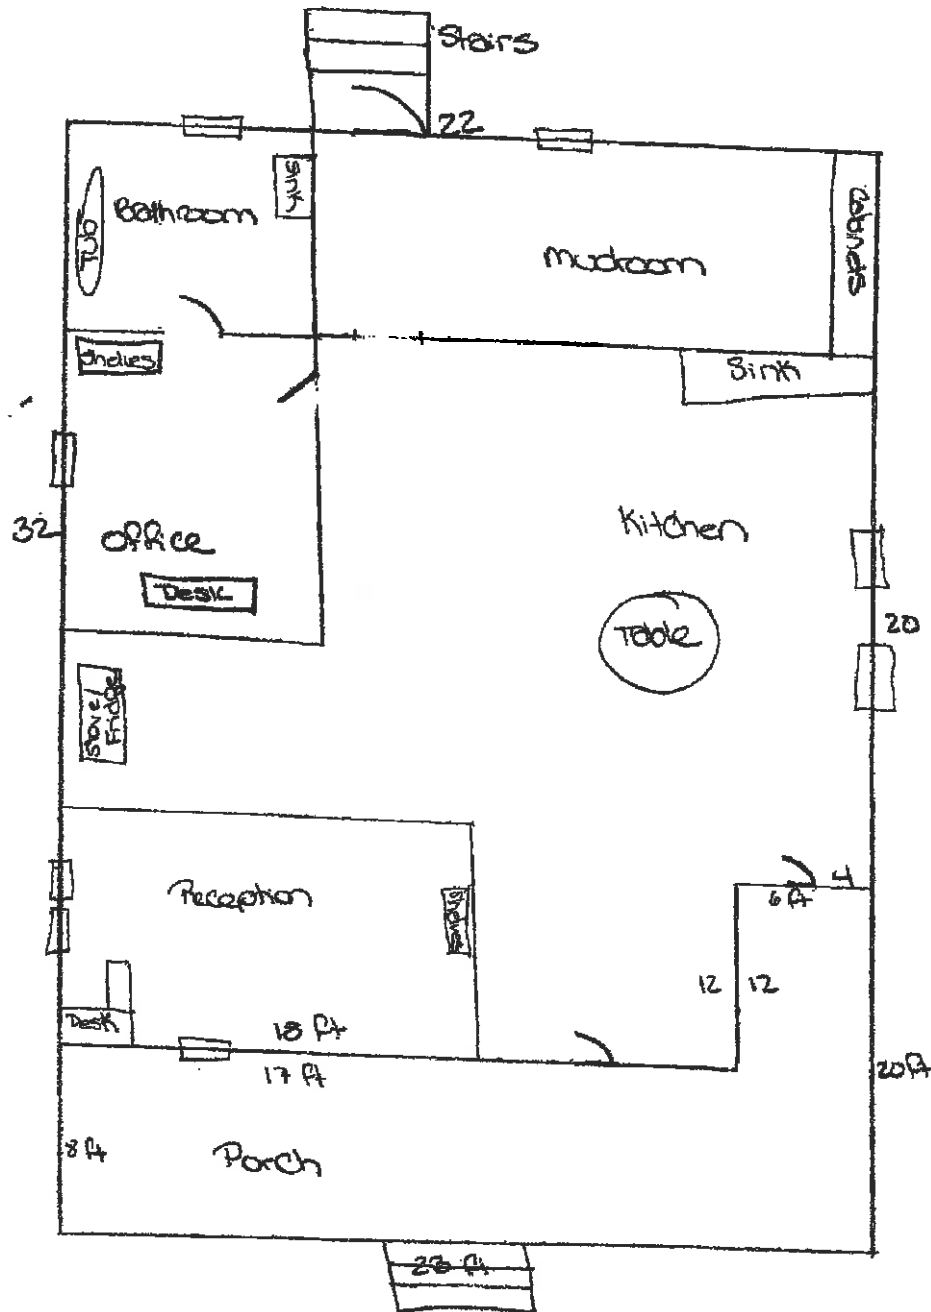 Stairs
22
Sink
Bathroom
Tub
Mudroom
Cabinets
Shelves
Sink
32
Office
Kitchen
Desk
Table
20
Stove/
Fridge
Reception
Shelves
4
6 ft
12
12
Desk
18 ft
17 ft
20 ft
8 ft
Porch
23 ft